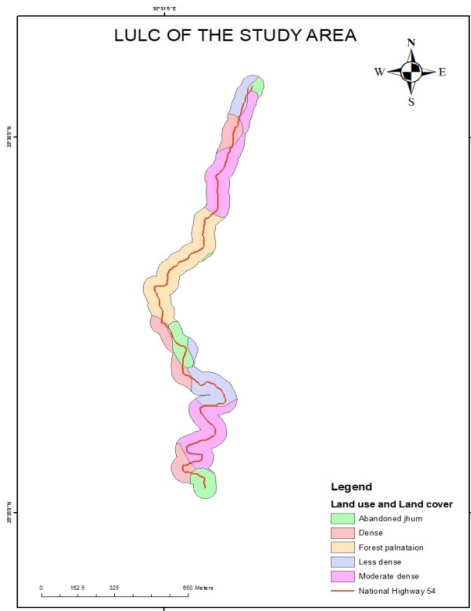 LULC OF THE STUDY AREA
N
W E
S
Legend
Land use and Land cover
Abandoned jhum
Dense
Forest palnataion
Less dense
Moderate dense
National Highway 54
0 162.5 325 650 Meters